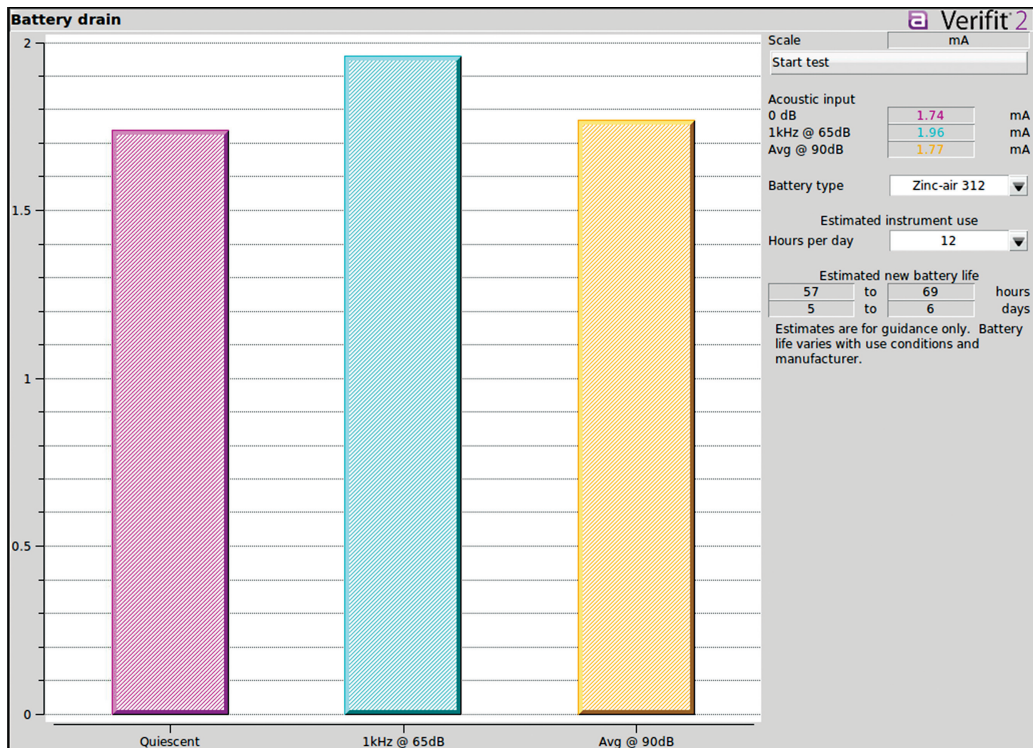 Battery drain
a Verifit®2
Scale mA
Start test
Acoustic input
0 dB 1.74 mA
1kHz @ 65dB 1.96 mA
Avg @ 90dB 1.77 mA
Battery type Zinc-air 312
Estimated instrument use
Hours per day 12
Estimated new battery life
57 to 69 hours
5 to 6 days
Estimates are for guidance only. Battery
life varies with use conditions and
manufacturer.
2
1.5
1
0.5
0
Quiescent 1kHz @ 65dB Avg @ 90dB